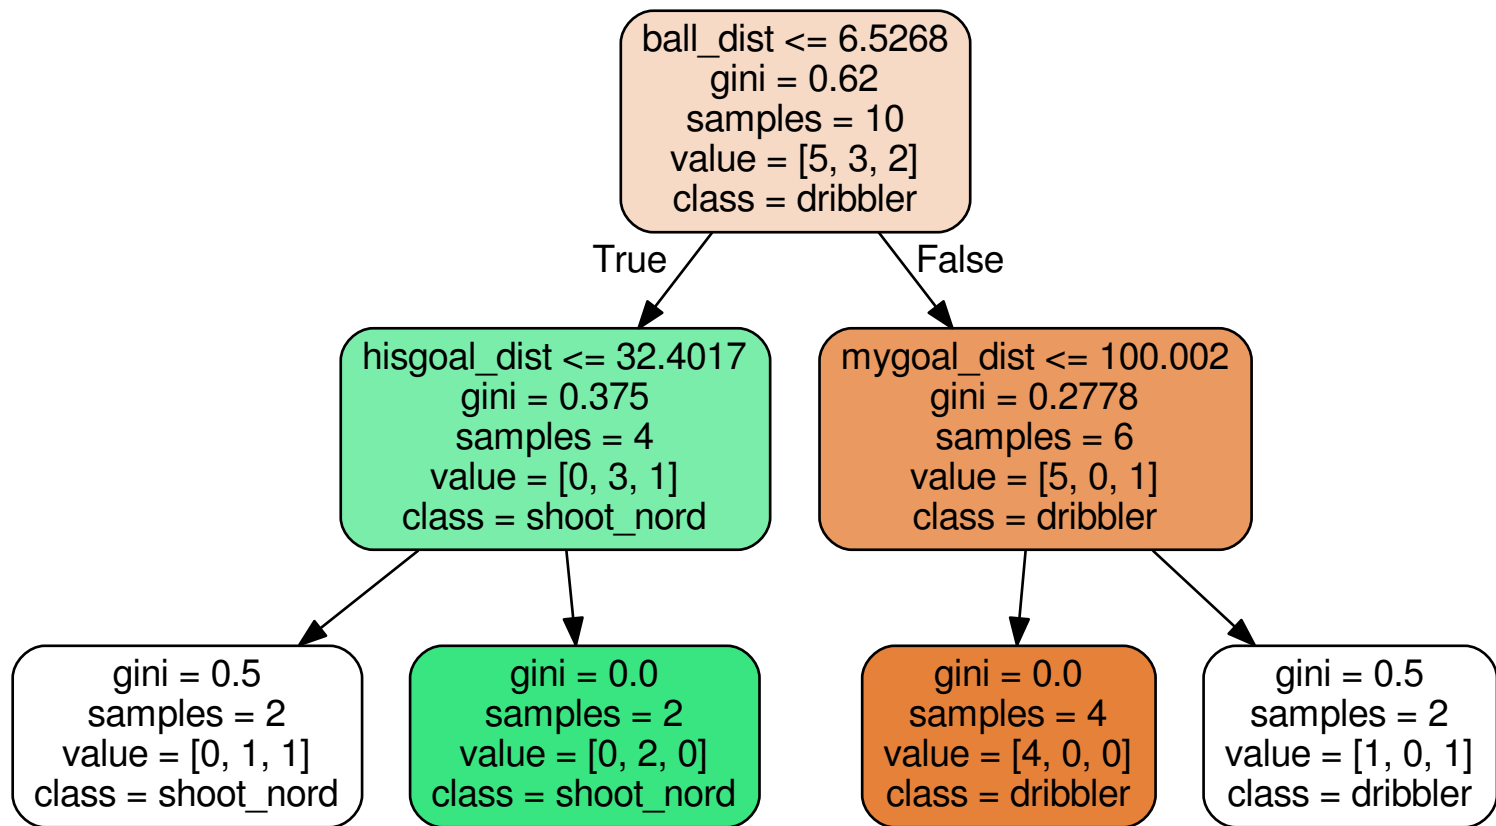 ball_dist <= 6.5268
gini = 0.62
samples = 10
value = [5, 3, 2]
class = dribbler
True
False
hisgoal_dist <= 32.4017
gini = 0.375
samples = 4
value = [0, 3, 1]
class = shoot_nord
mygoal_dist <= 100.002
gini = 0.2778
samples = 6
value = [5, 0, 1]
class = dribbler
gini = 0.5
samples = 2
value = [0, 1, 1]
class = shoot_nord
gini = 0.0
samples = 2
value = [0, 2, 0]
class = shoot_nord
gini = 0.0
samples = 4
value = [4, 0, 0]
class = dribbler
gini = 0.5
samples = 2
value = [1, 0, 1]
class = dribbler